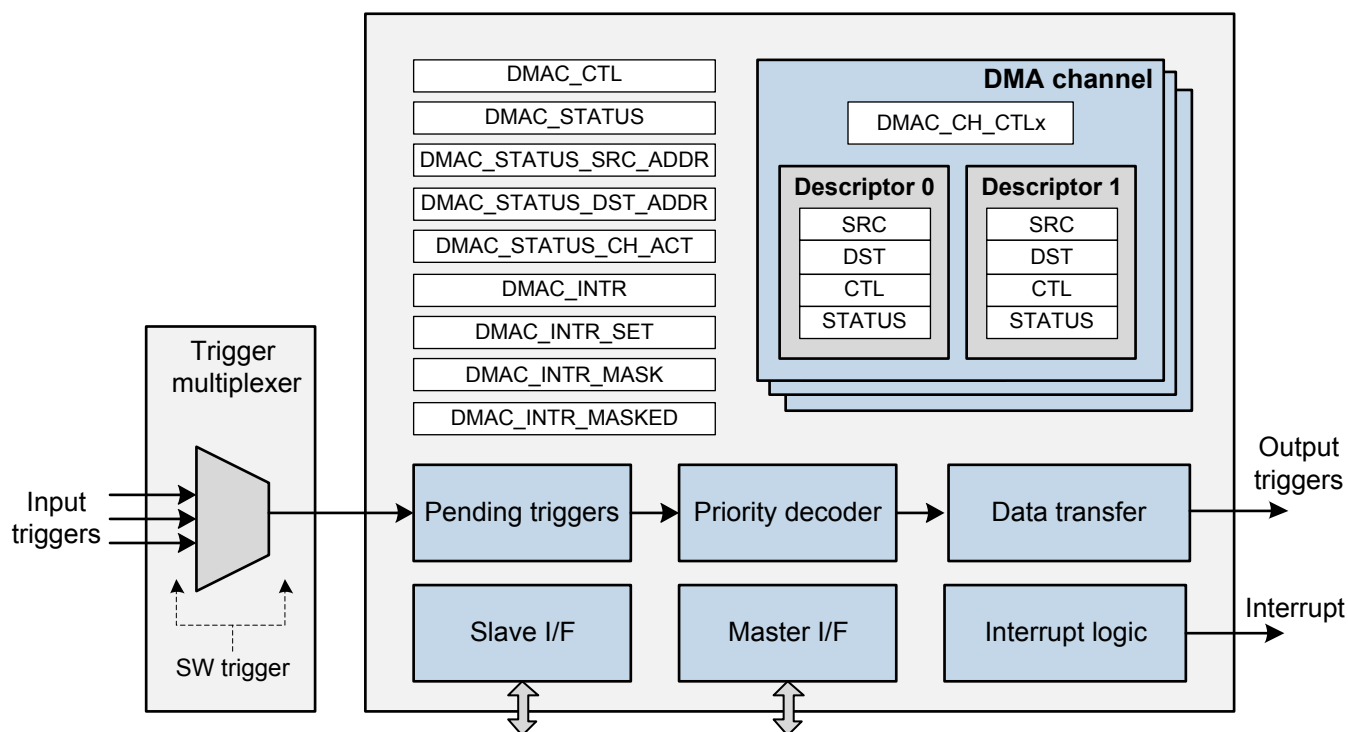 DMAC_CTL
DMAC_STATUS
DMAC_STATUS_SRC_ADDR
DMAC_STATUS_DST_ADDR
DMAC_STATUS_CH_ACT
DMAC_INTR
DMAC_INTR_SET
DMAC_INTR_MASK
DMAC_INTR_MASKED
DMA channel
DMAC_CH_CTLx
Descriptor 0
SRC
DST
CTL
STATUS
Descriptor 1
SRC
DST
CTL
STATUS
Trigger
multiplexer
Input
triggers
SW trigger
Pending triggers
Priority decoder
Data transfer
Output
triggers
Slave I/F
Master I/F
Interrupt logic
Interrupt